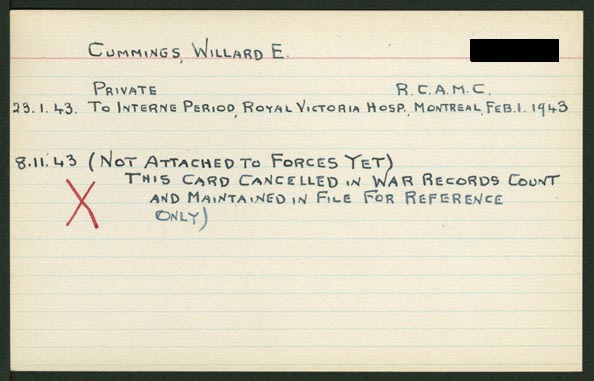 Cummings, Willard E.
Private R.C.A.M.C.
23.1.43. To Interne Period, Royal Victoria Hosp., Montreal, Feb. 1. 1943
8.11.43 (Not Attached to Forces Yet)
This Card Cancelled in War Records Count
and Maintained in File For Reference
Only)